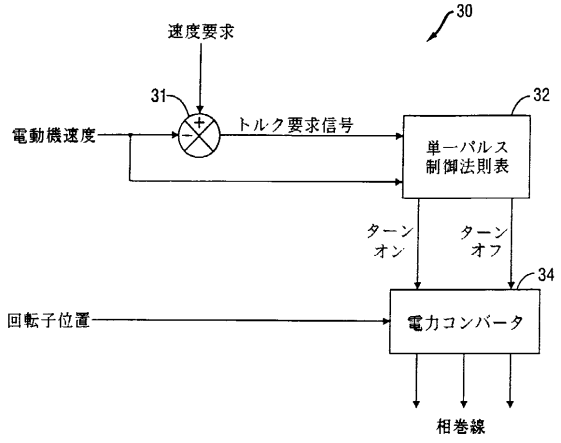 30
速度要求
31
+
電動機速度
-
トルク要求信号
32
単一パルス
制御法則表
ターン
オン
ターン
オフ
34
回転子位置
電力コンバータ
相巻線